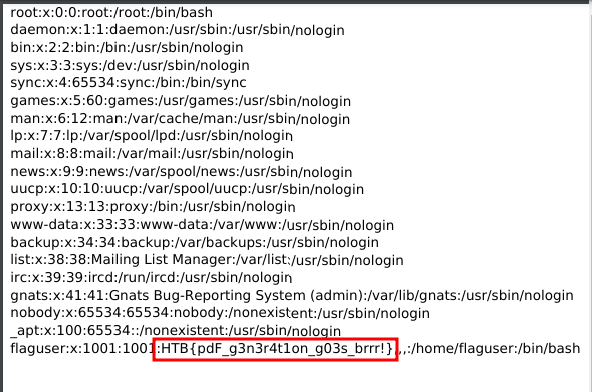 root:x:0:0:root:/root:/bin/bash
daemon:x:1:1:daemon:/usr/sbin:/usr/sbin/nologin
bin:x:2:2:bin:/bin:/usr/sbin/nologin
sys:x:3:3:sys:/dev:/usr/sbin/nologin
sync:x:4:65534:sync:/bin:/bin/sync
games:x:5:60:games:/usr/games:/usr/sbin/nologin
man:x:6:12:man:/var/cache/man:/usr/sbin/nologin
lp:x:7:7:lp:/var/spool/lpd:/usr/sbin/nologin
mail:x:8:8:mail:/var/mail:/usr/sbin/nologin
news:x:9:9:news:/var/spool/news:/usr/sbin/nologin
uucp:x:10:10:uucp:/var/spool/uucp:/usr/sbin/nologin
proxy:x:13:13:proxy:/bin:/usr/sbin/nologin
www-data:x:33:33:www-data:/var/www:/usr/sbin/nologin
backup:x:34:34:backup:/var/backups:/usr/sbin/nologin
list:x:38:38:Mailing List Manager:/var/list:/usr/sbin/nologin
irc:x:39:39:ircd:/run/ircd:/usr/sbin/nologin
gnats:x:41:41:Gnats Bug-Reporting System (admin):/var/lib/gnats:/usr/sbin/nologin
nobody:x:65534:65534:nobody:/nonexistent:/usr/sbin/nologin
_apt:x:100:65534::/nonexistent:/usr/sbin/nologin
flaguser:x:1001:1001:HTB{pdF_g3n3r4t1on_g03s_brrr!},,,:/home/flaguser:/bin/bash